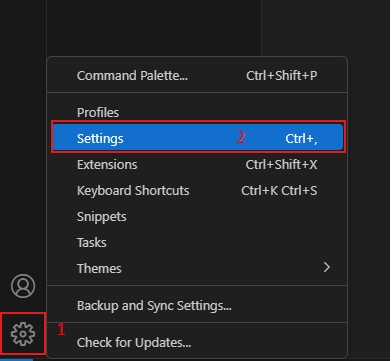 Command Palette... Ctrl+Shift+P
Profiles
Settings 2 Ctrl+,
Extensions Ctrl+Shift+X
Keyboard Shortcuts Ctrl+K Ctrl+S
Snippets
Tasks
Themes
Backup and Sync Settings...
1
Check for Updates...